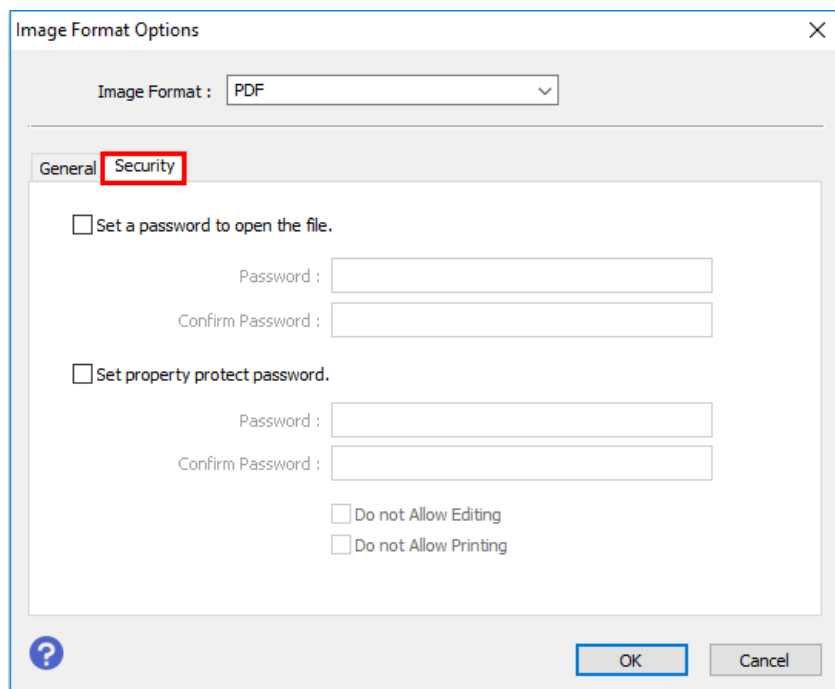 Image Format Options
Image Format : PDF
General Security
Set a password to open the file.
Password :
Confirm Password :
Set property protect password.
Password :
Confirm Password :
Do not Allow Editing
Do not Allow Printing
?
OK Cancel